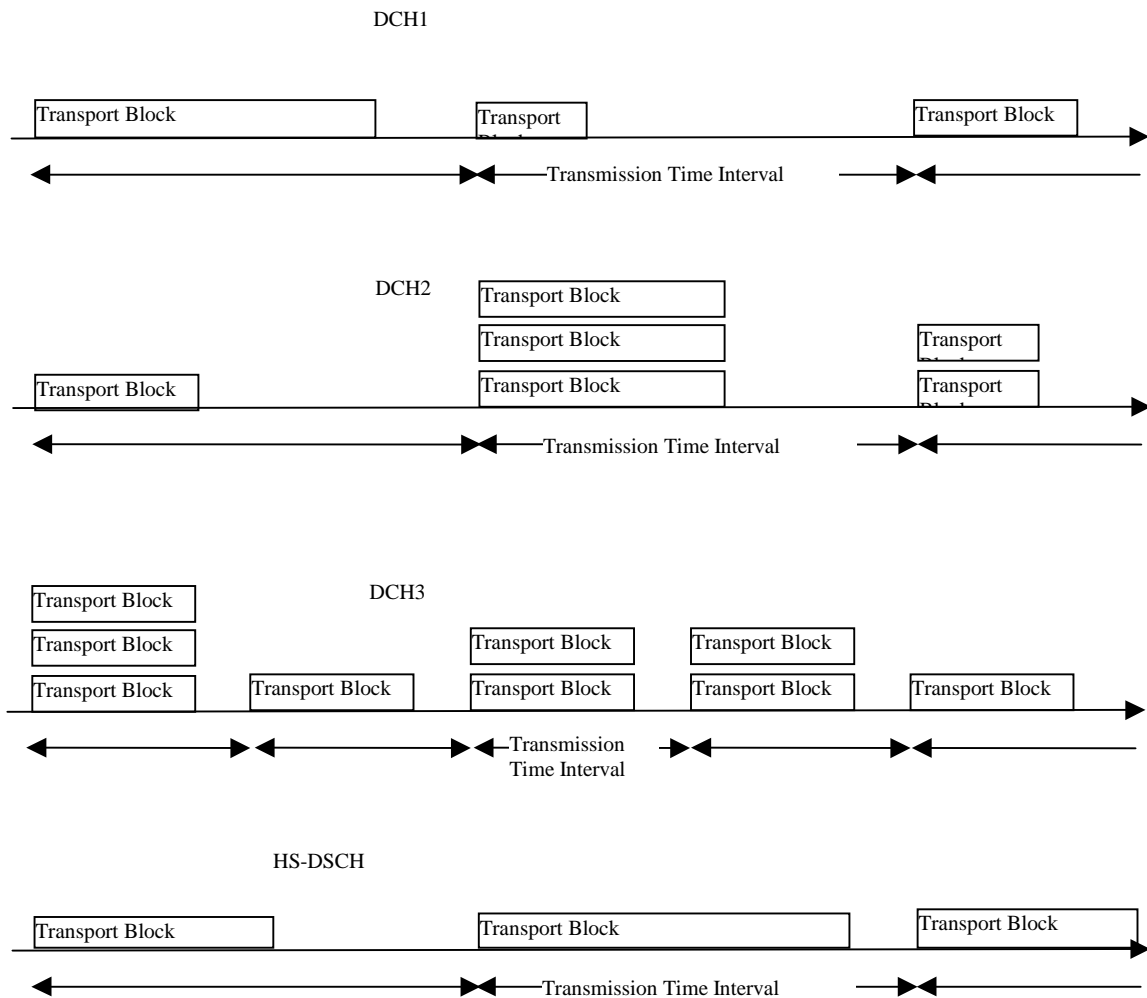 DCH1
Transport Block
Transport
Transport Block
Transmission Time Interval
DCH2
Transport Block
Transport Block
Transport Block
Transport Block
Transport
Transport
Transmission Time Interval
DCH3
Transport Block
Transport Block
Transport Block
Transport Block
Transport Block
Transport Block
Transport Block
Transport Block
Transport Block
Transmission
Time Interval
HS-DSCH
Transport Block
Transport Block
Transport Block
Transmission Time Interval